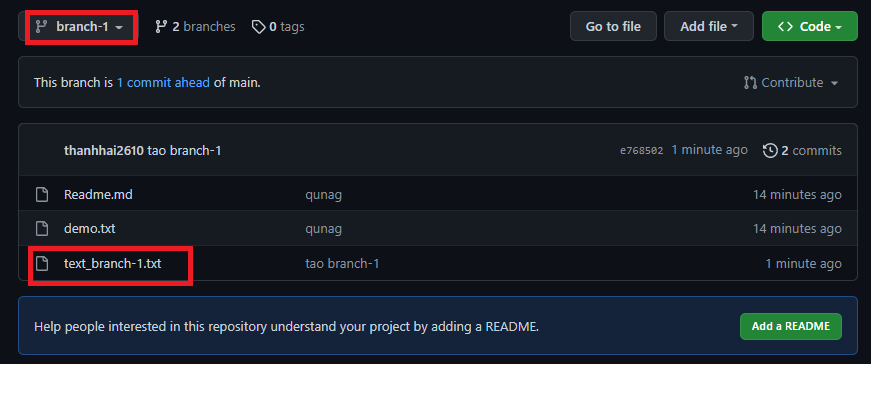 branch-1 2 branches 0 tags Go to file Add file Code
This branch is 1 commit ahead of main. Contribute
thanhhai2610 tao branch-1 e768502 1 minute ago 2 commits
Readme.md qunag 14 minutes ago
demo.txt qunag 14 minutes ago
text_branch-1.txt tao branch-1 1 minute ago
Help people interested in this repository understand your project by adding a README. Add a README